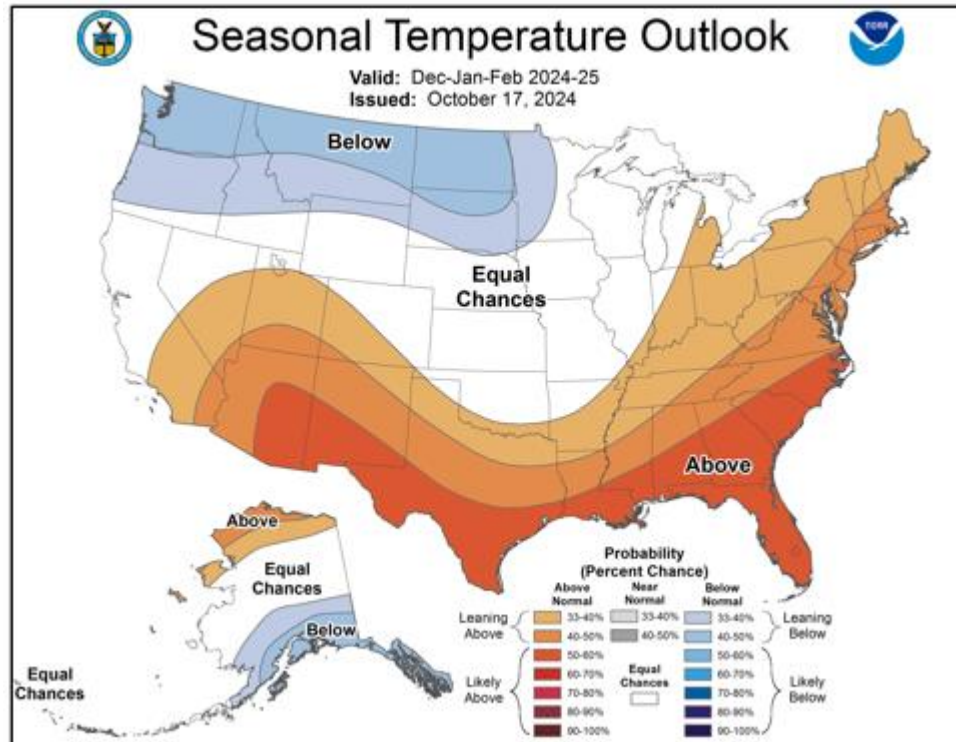 Seasonal Temperature Outlook
Valid: Dec-Jan-Feb 2024-25
Issued: October 17, 2024
Below
Equal
Chances
Above
Above
Equal
Chances
Below
Equal
Chances
Probability
(Percent Chance)
Above Normal
Near Normal
Below Normal
Leaning Above
33-40% 33-40% 33-40%
40-50% 40-50% 40-50%
Leaning Below
Likely Above
50-60% 50-60%
60-70% 60-70%
70-80% 70-80%
80-90% 80-90%
90-100% 90-100%
Equal Chances
Likely Below